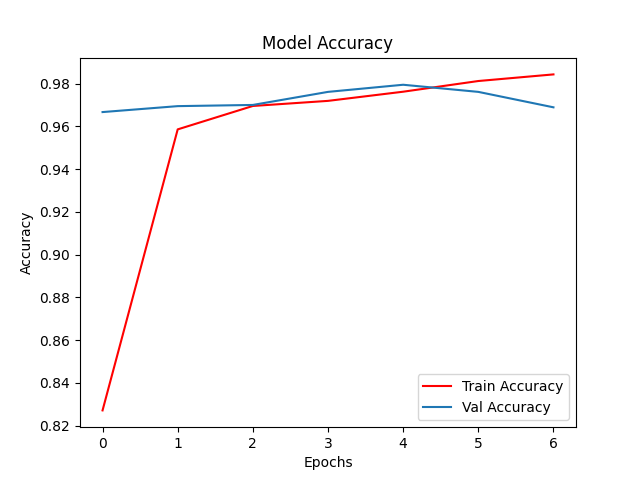 Model Accuracy
0.98
0.96
0.94
0.92
0.90
0.88
0.86
0.84
0.82
Accuracy
Train Accuracy
Val Accuracy
0 1 2 3 4 5 6
Epochs